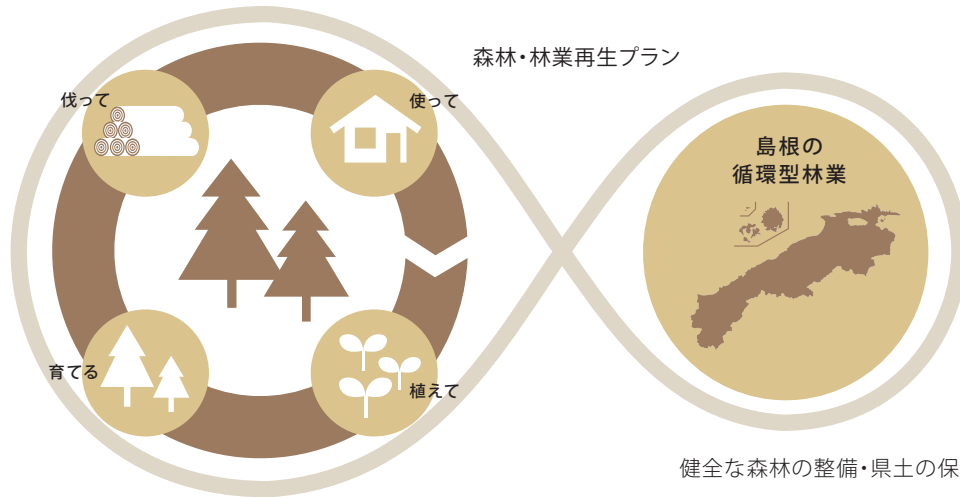 森林・林業再生プラン
伐って
使って
島根の
循環型林業
育てる
植えて
健全な森林の整備・県土の保